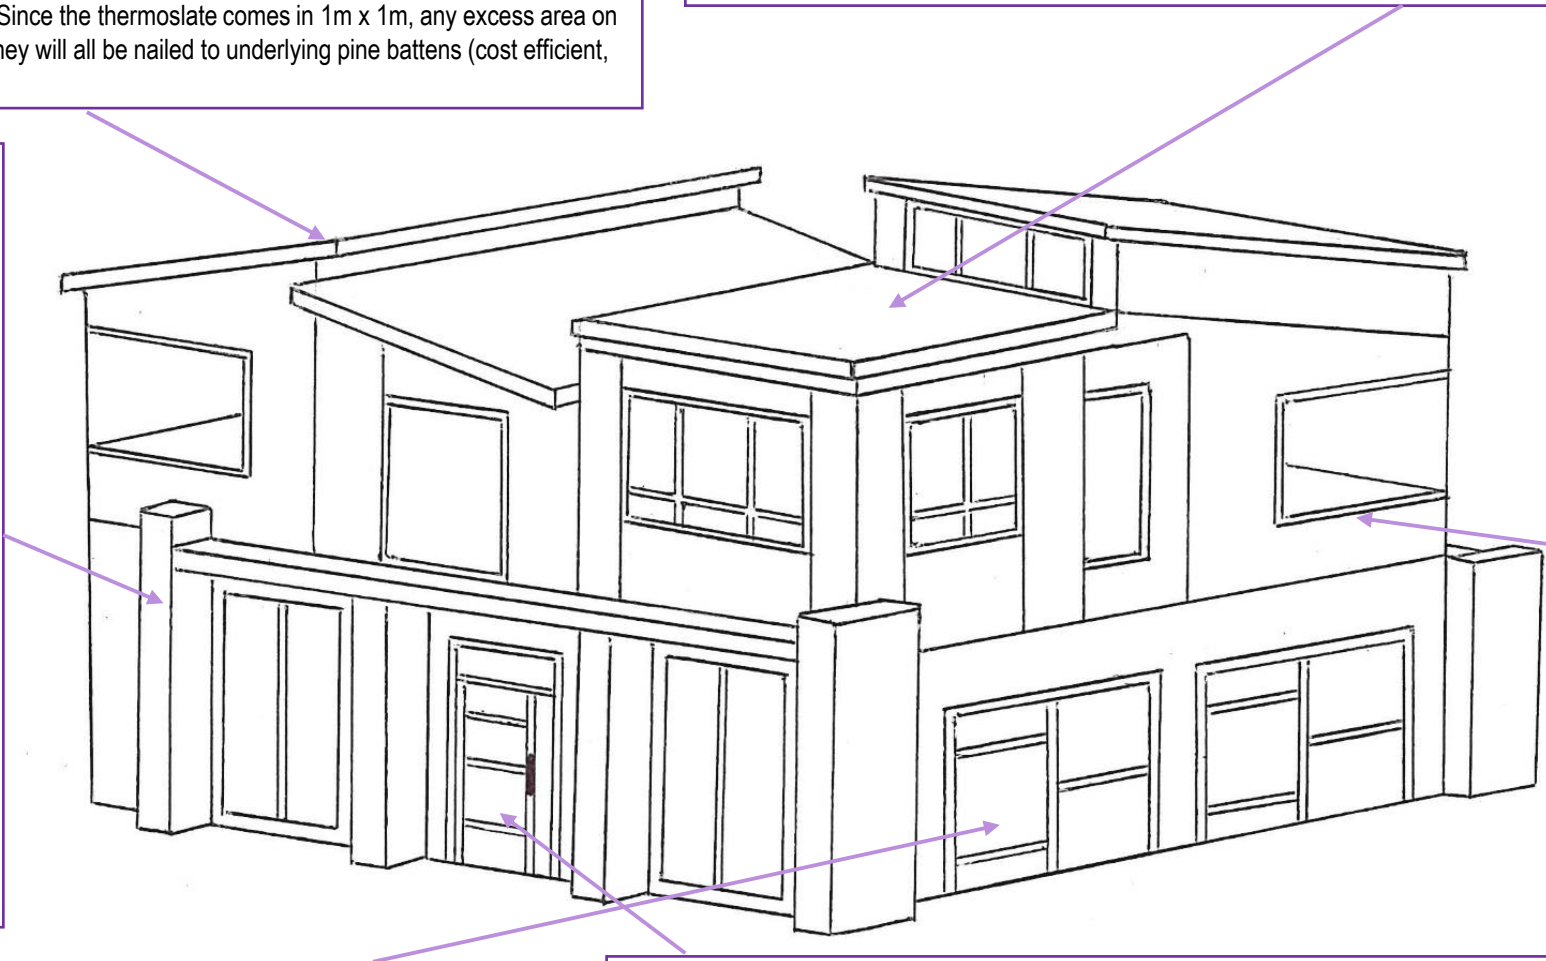 Since the thermoslate comes in 1m x 1m, any excess area on
hey will all be nailed to underlying pine battens (cost efficient,